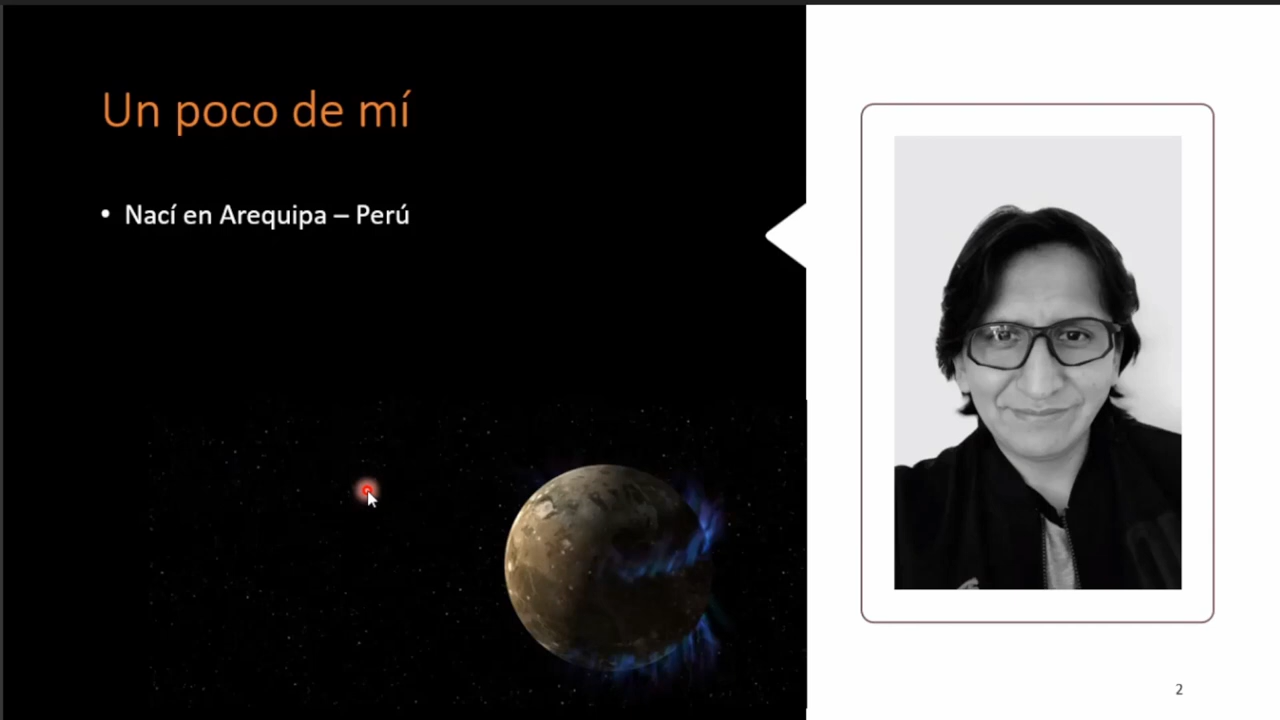 Un poco de mí
• Nací en Arequipa – Perú
2